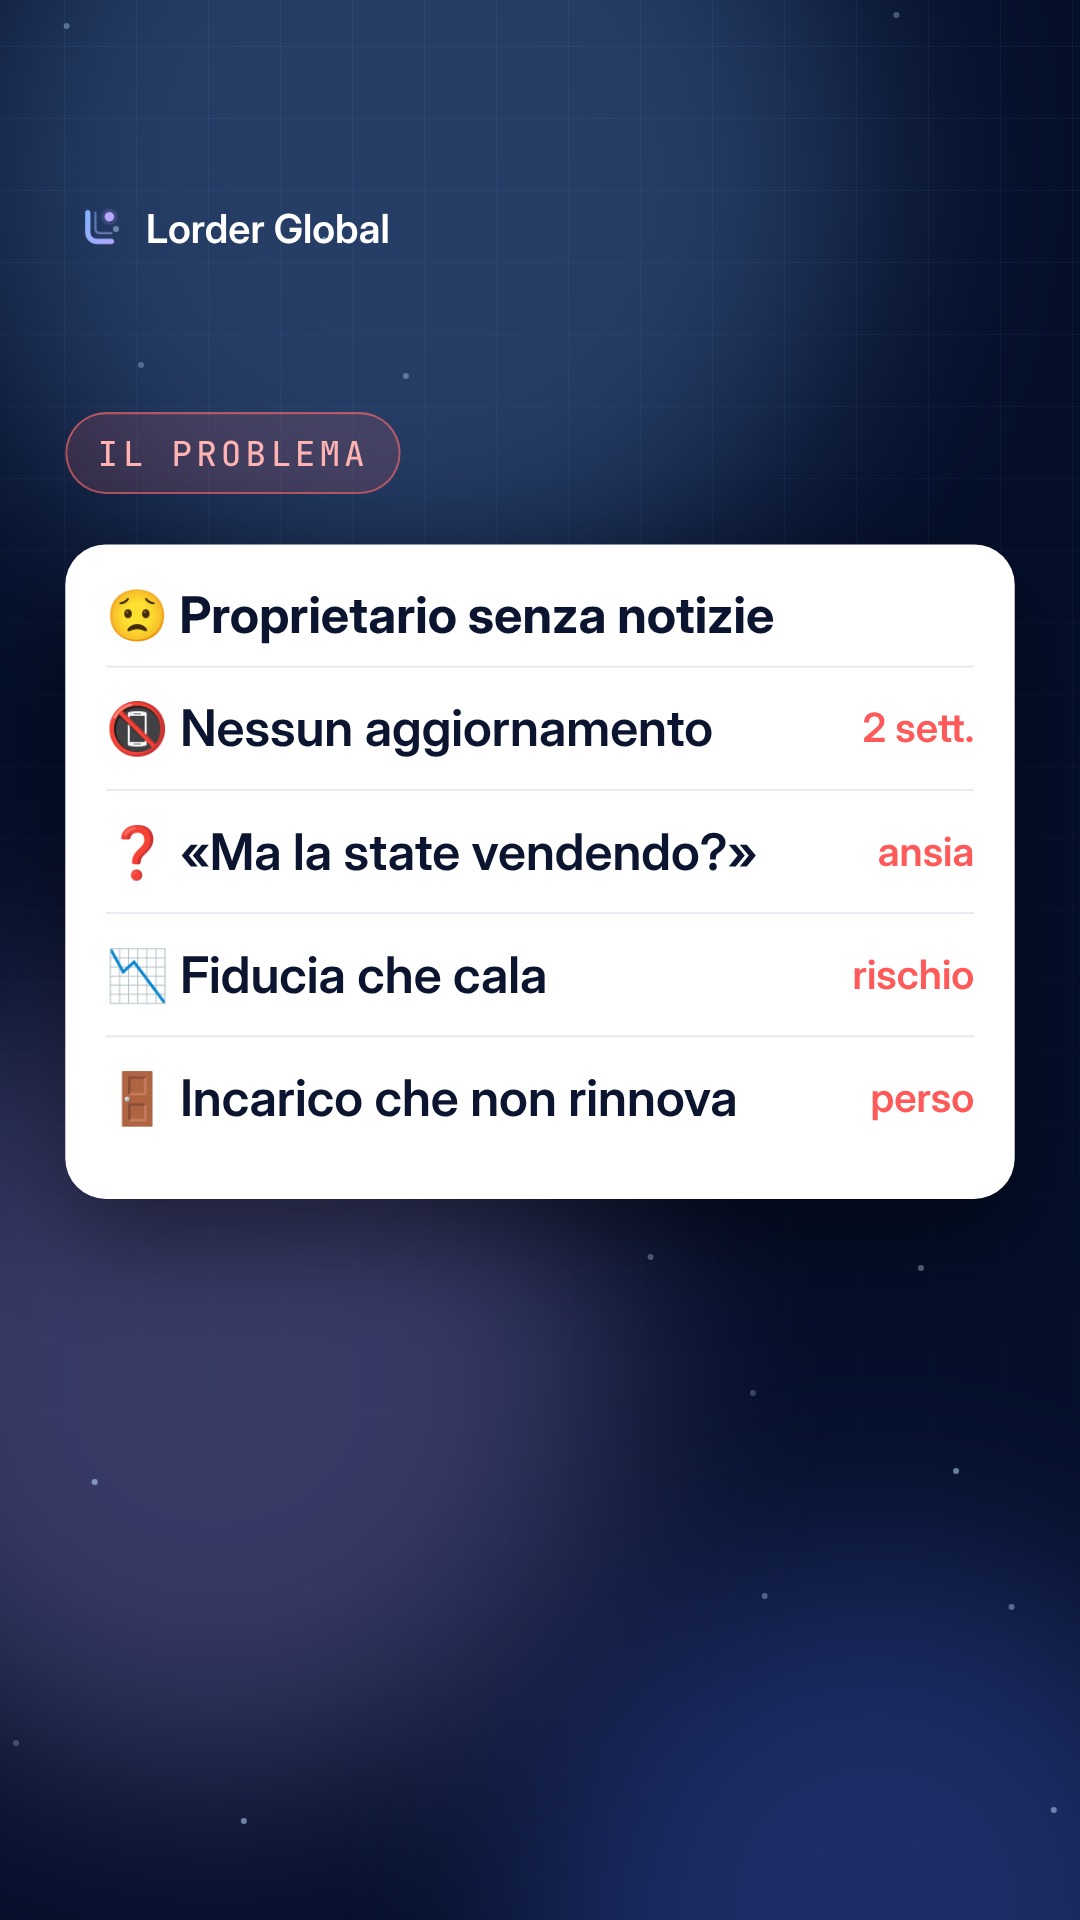 Lorder Global
IL PROBLEMA
😟 Proprietario senza notizie
📵 Nessun aggiornamento 2 sett.
❓ «Ma la state vendendo?» ansia
📉 Fiducia che cala rischio
🚪 Incarico che non rinnova perso